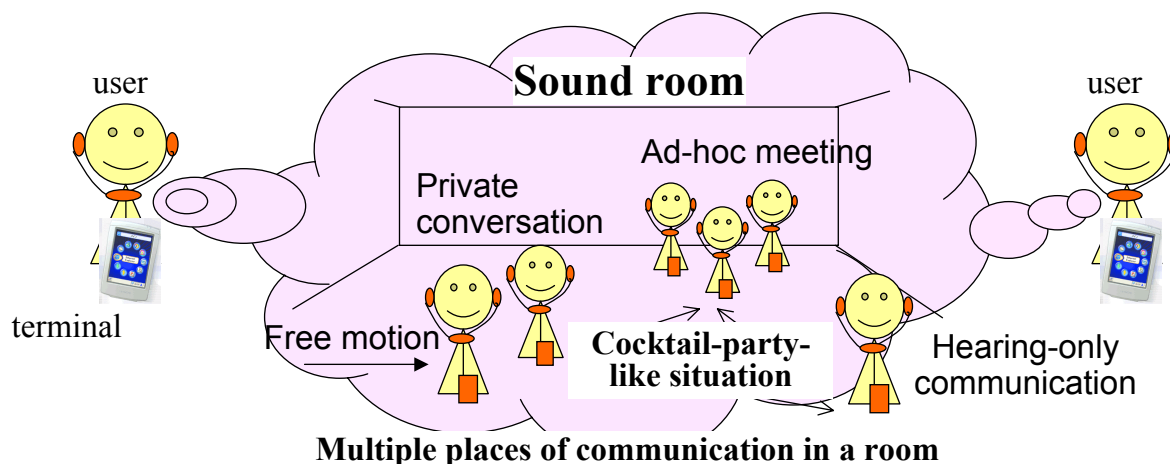 user
user
Sound room
Ad-hoc meeting
Private
conversation
terminal
Free motion
Cocktail-party-
like situation
Hearing-only
communication
Multiple places of communication in a room